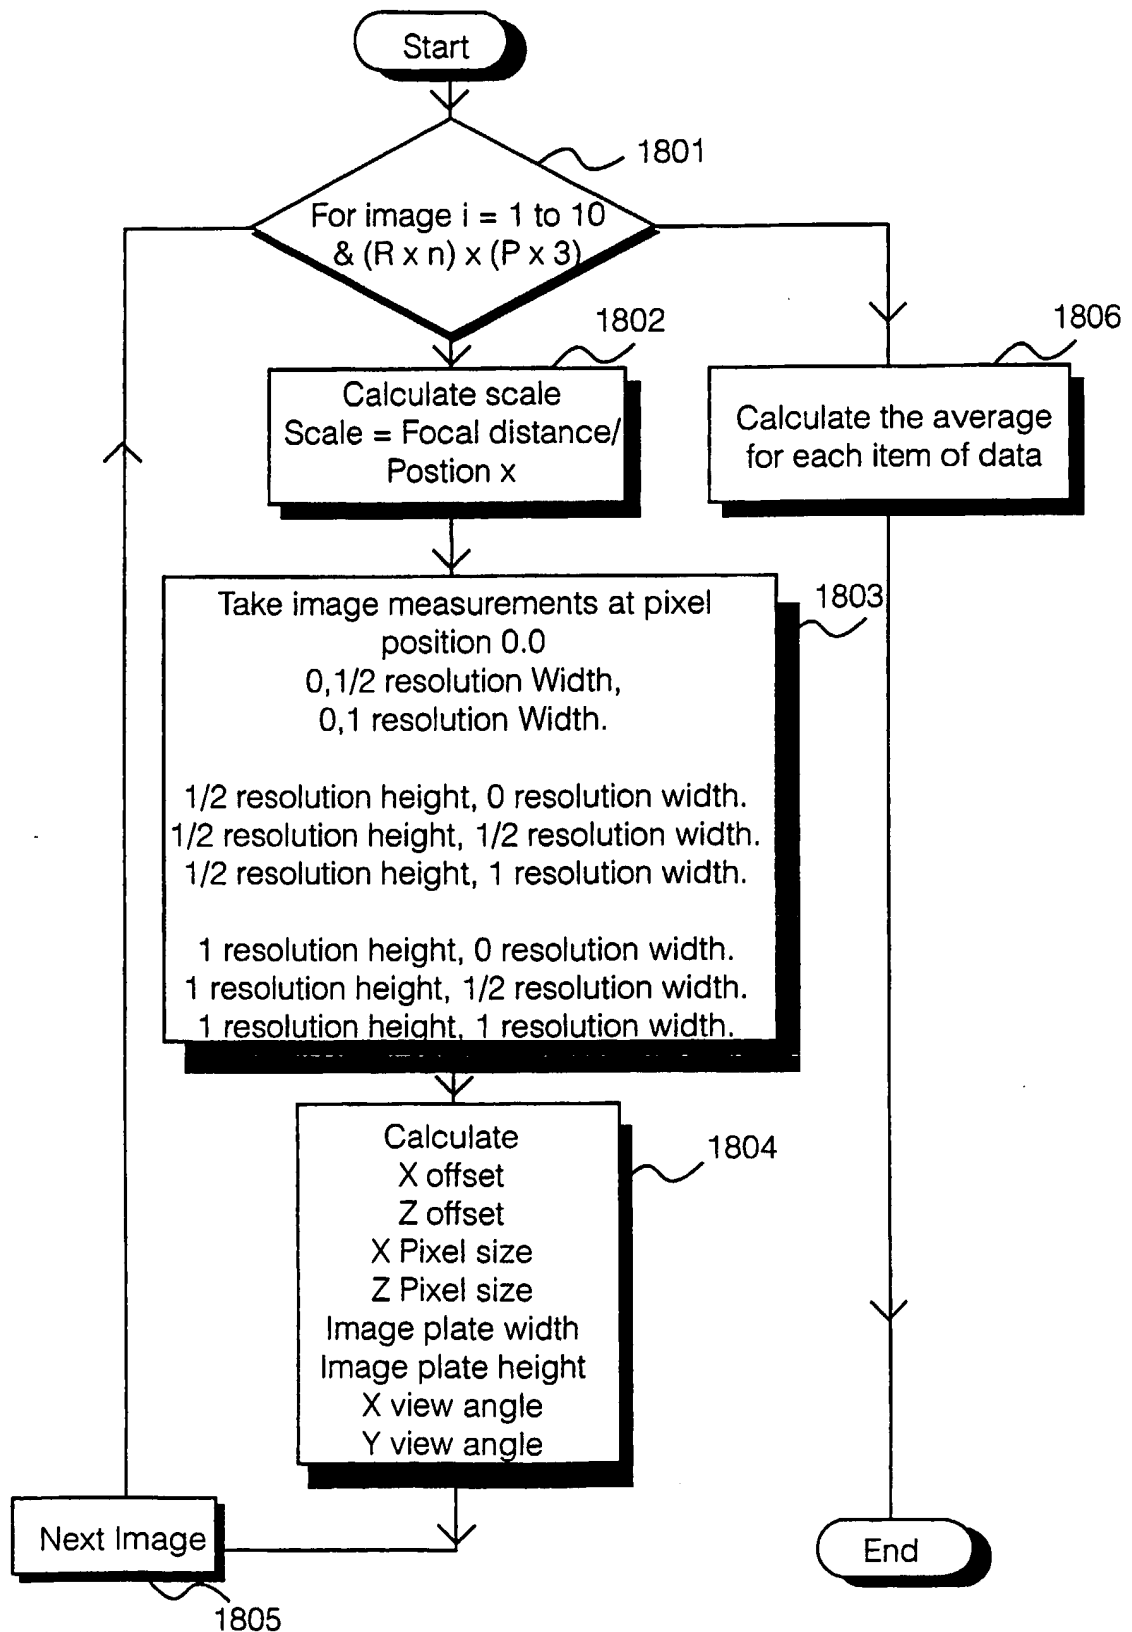 Start
1801
For image i = 1 to 10
& (R x n) x (P x 3)
1802
Calculate scale
Scale = Focal distance/
Postion x
1806
Calculate the average
for each item of data
1803
Take image measurements at pixel
position 0.0
0,1/2 resolution Width,
0,1 resolution Width.
1/2 resolution height, 0 resolution width.
1/2 resolution height, 1/2 resolution width.
1/2 resolution height, 1 resolution width.
1 resolution height, 0 resolution width.
1 resolution height, 1/2 resolution width.
1 resolution height, 1 resolution width.
1804
Calculate
X offset
Z offset
X Pixel size
Z Pixel size
Image plate width
Image plate height
X view angle
Y view angle
Next Image
1805
End